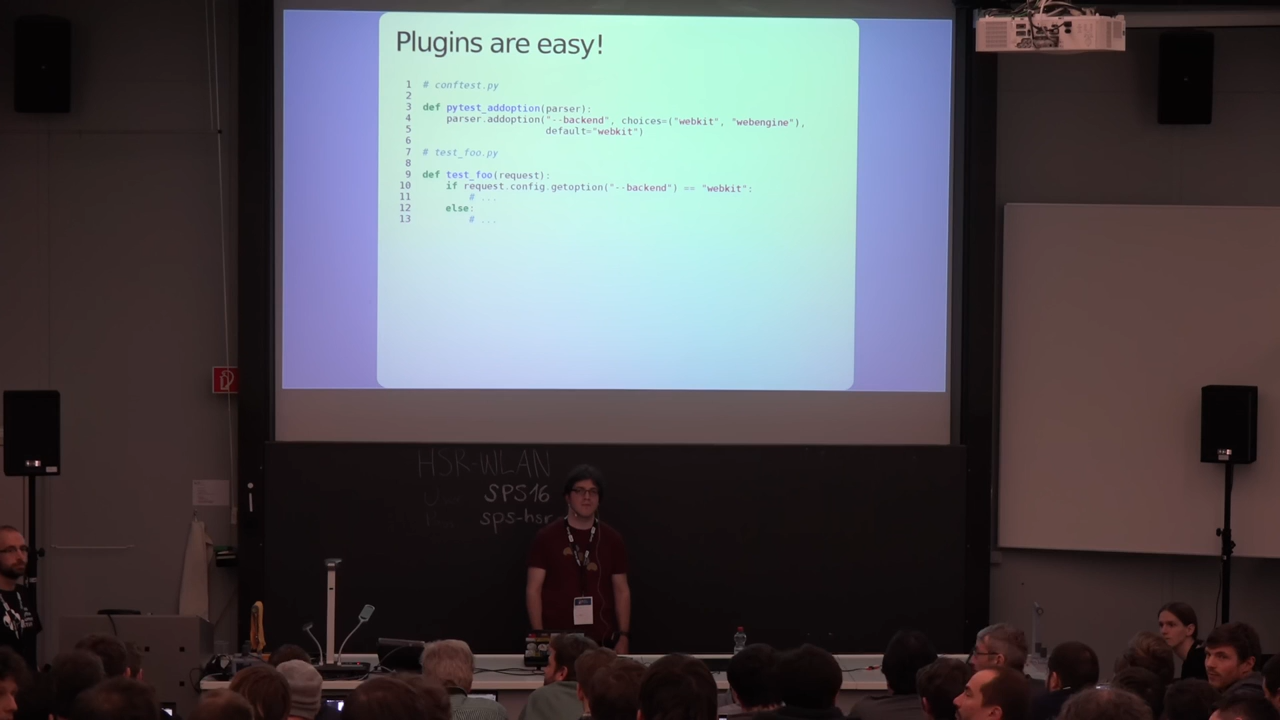 Plugins are easy!
1 # conftest.py
2
3 def pytest_addoption(parser):
4 parser.addoption("--backend", choices=("webkit", "webengine"),
5 default="webkit")
6
7 # test_foo.py
8
9 def test_foo(request):
10 if request.config.getoption("--backend") == "webkit":
11 # ...
12 else:
13 # ...
HSR-WLAN
SPS16
sps-hsr